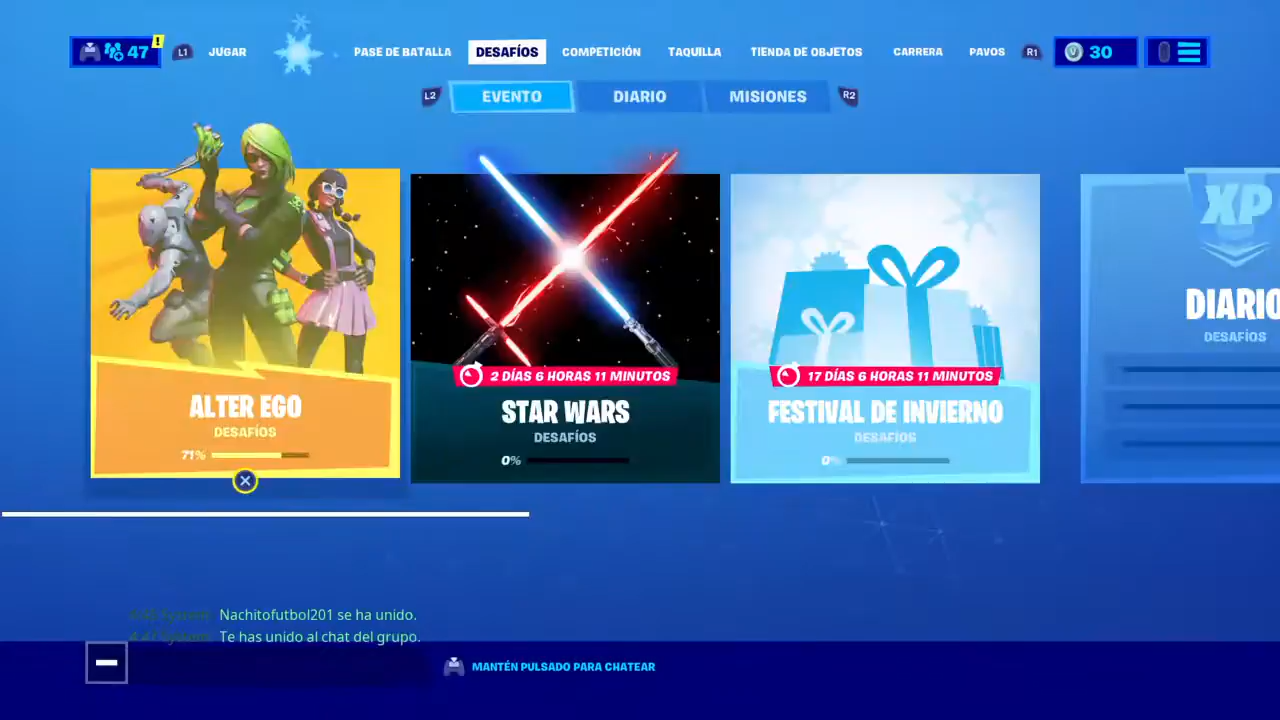 47
!
L1
JUGAR
PASE DE BATALLA
DESAFÍOS
COMPETICIÓN
TAQUILLA
TIENDA DE OBJETOS
CARRERA
PAVOS
R1
30
L2
EVENTO
DIARIO
MISIONES
R2
ALTER EGO
DESAFÍOS
71%
2 DÍAS 6 HORAS 11 MINUTOS
STAR WARS
DESAFÍOS
0%
17 DÍAS 6 HORAS 11 MINUTOS
FESTIVAL DE INVIERNO
DESAFÍOS
0%
XP
DIARIO
DESAFÍOS
Nachitofutbol201 se ha unido.
Te has unido al chat del grupo.
MANTÉN PULSADO PARA CHATEAR